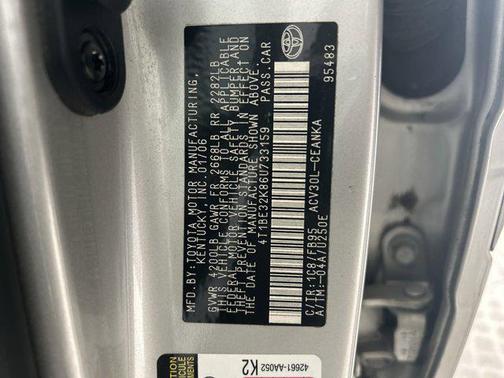 MFD.BY:TOYOTA MOTOR MANUFACTURING,
KENTUCKY, INC. 01/06
GVWR 4200LB GAWR FR 2668LB RR 2282LB
THIS VEHICLE CONFORMS TO ALL APPLICABLE
FEDERAL MOTOR VEHICLE SAFETY, BUMPER, AND
THEFT PREVENTION STANDARDS IN EFFECT ON
THE DATE OF MANUFACTURE SHOWN ABOVE.
4T1BE32K86U733159 PASS.CAR
C/TR:1C8/FB95 ACV30L-CEANKA
A/TM:-04A/U250E
95483
42661-AA052
K2